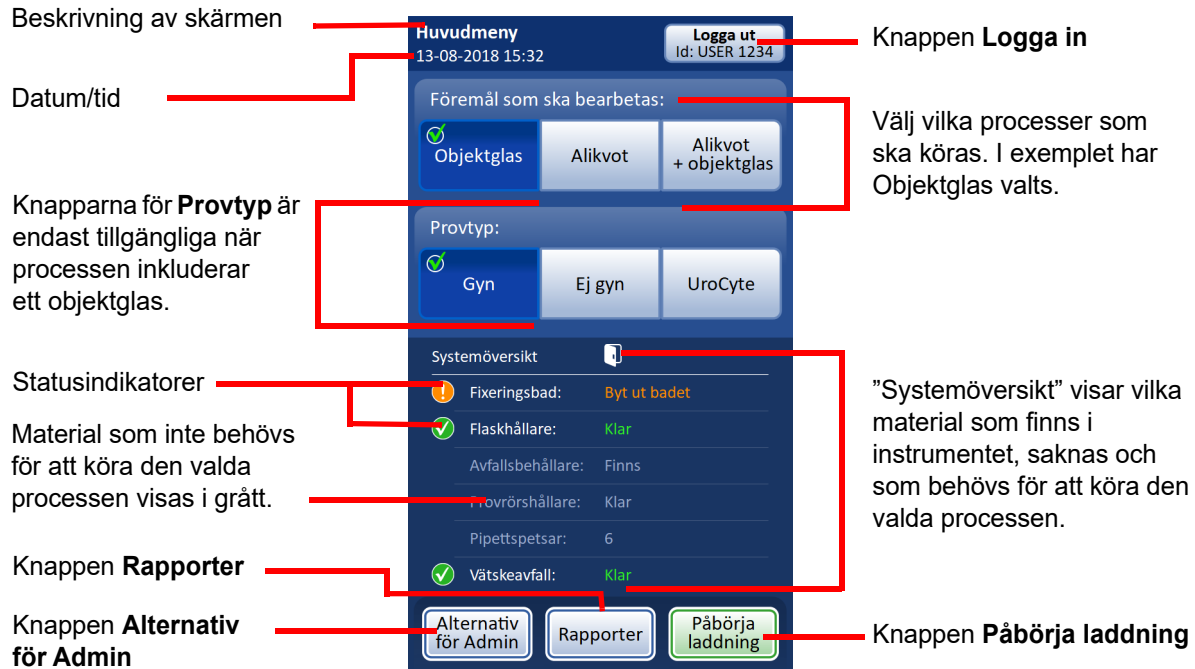 Beskrivning av skärmen
Datum/tid
Knapparna för Provtyp är
endast tillgängliga när
processen inkluderar
ett objektglas.
Statusindikatorer
Material som inte behövs
för att köra den valda
processen visas i grått.
Knappen Rapporter
Knappen Alternativ
för Admin
Huvudmeny
13-08-2018 15:32
Logga ut
Id: USER 1234
Föremål som ska bearbetas:
Objektglas
Alikvot
Alikvot
+ objektglas
Provtyp:
Gyn
Ej gyn
UroCyte
Systemöversikt
Fixeringsbad: Byt ut badet
Flaskhållare: Klar
Avfallsbehållare: Finns
Provrörshållare: Klar
Pipettspetsar: 6
Vätskeavfall: Klar
Alternativ
för Admin
Rapporter
Påbörja
laddning
Knappen Logga in
Välj vilka processer som
ska köras. I exemplet har
Objektglas valts.
”Systemöversikt” visar vilka
material som finns i
instrumentet, saknas och
som behövs för att köra den
valda processen.
Knappen Påbörja laddning